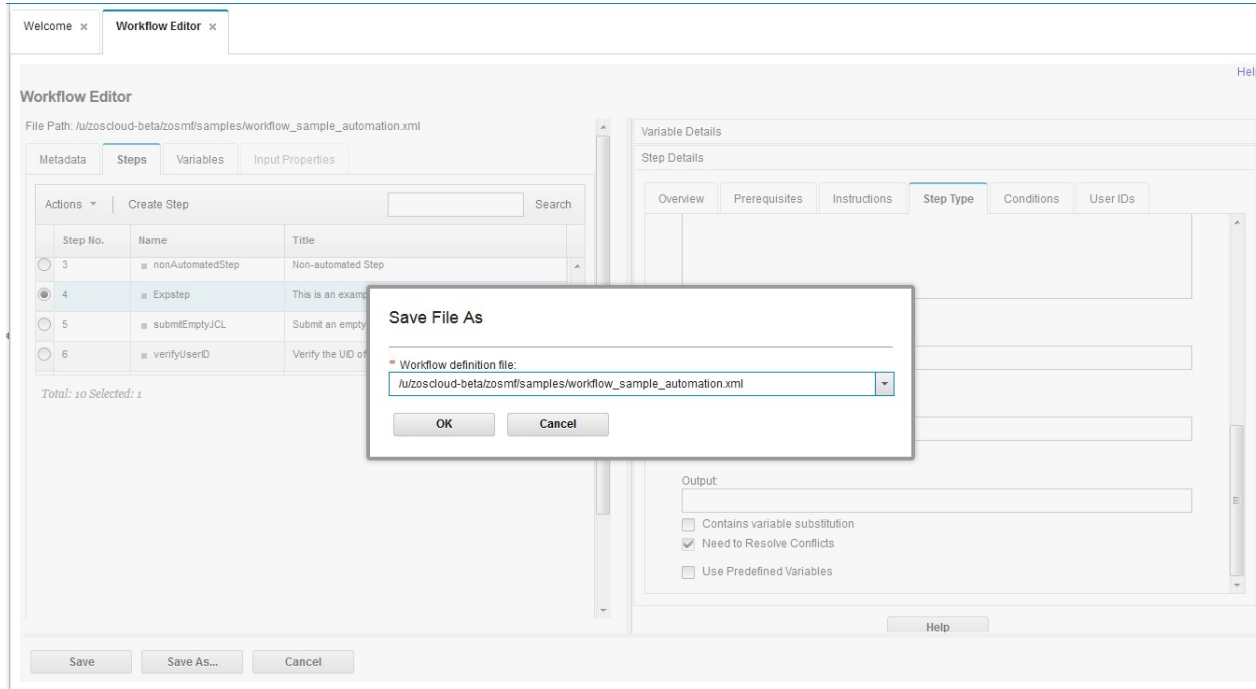 Welcome ×
Workflow Editor ×
Help
Workflow Editor
File Path: /u/zoscloud-beta/zosmf/samples/workflow_sample_automation.xml
Metadata
Steps
Variables
Input Properties
Actions
Create Step
Search
Step No.
Name
Title
3
nonAutomatedStep
Non-automated Step
4
Expstep
This is an examp
5
submitEmptyJCL
Submit an empty
6
verifyUserID
Verify the UID of
Total: 10 Selected: 1
Variable Details
Step Details
Overview
Prerequisites
Instructions
Step Type
Conditions
User IDs
Save File As
* Workflow definition file:
/u/zoscloud-beta/zosmf/samples/workflow_sample_automation.xml
OK
Cancel
Output:
Contains variable substitution
Need to Resolve Conflicts
Use Predefined Variables
Help
Save
Save As...
Cancel